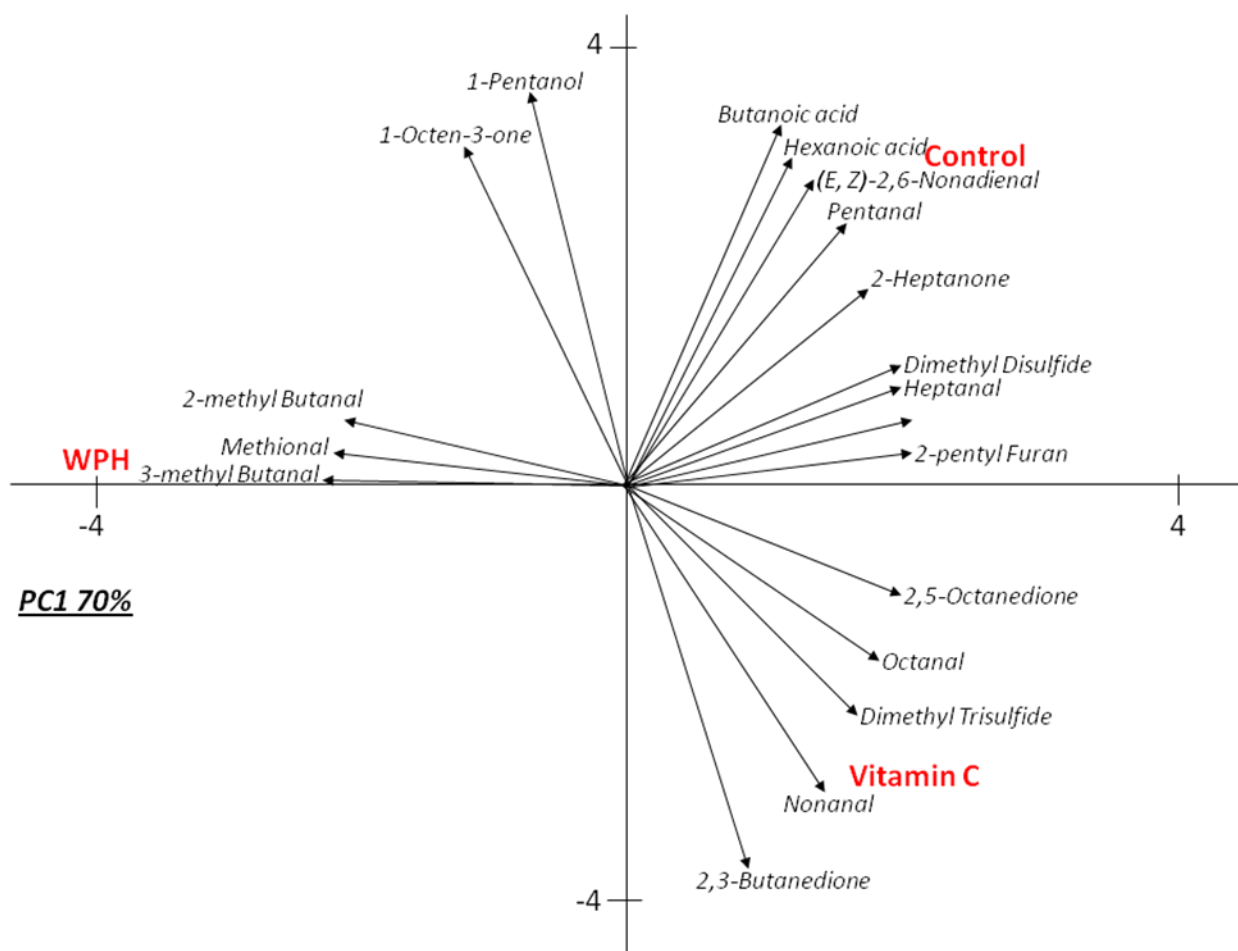 4
1-Pentanol
Butanoic acid
1-Octen-3-one
Hexanoic acid
Control
(E, Z)-2,6-Nonadienal
Pentanal
2-Heptanone
Dimethyl Disulfide
Heptanal
2-methyl Butanal
Methional
2-pentyl Furan
WPH
3-methyl Butanal
-4
4
PC1 70%
2,5-Octanedione
Octanal
Dimethyl Trisulfide
Vitamin C
Nonanal
2,3-Butanedione
-4